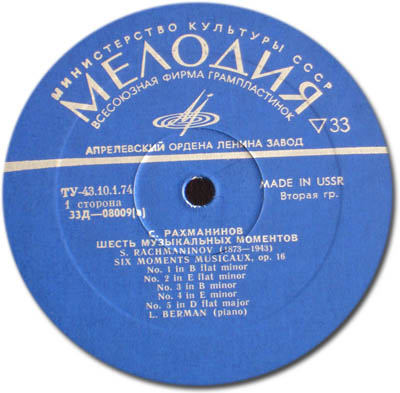 МИНИСТЕРСТВО КУЛЬТУРЫ СССР
МЕЛОДИЯ
ВСЕСОЮЗНАЯ ФИРМА ГРАМПЛАСТИНОК
▽33
АПРЕЛЕВСКИЙ ОРДЕНА ЛЕНИНА ЗАВОД
ТУ-43.10.1.74
MADE IN USSR
1 сторона
Вторая гр.
33Д—08009(а)
С. РАХМАНИНОВ
ШЕСТЬ МУЗЫКАЛЬНЫХ МОМЕНТОВ
S. RACHMANINOV (1873—1943)
SIX MOMENTS MUSICAUX, op. 16
No. 1 in B flat minor
No. 2 in E flat minor
No. 3 in B minor
No. 4 in E minor
No. 5 in D flat major
L. BERMAN (piano)